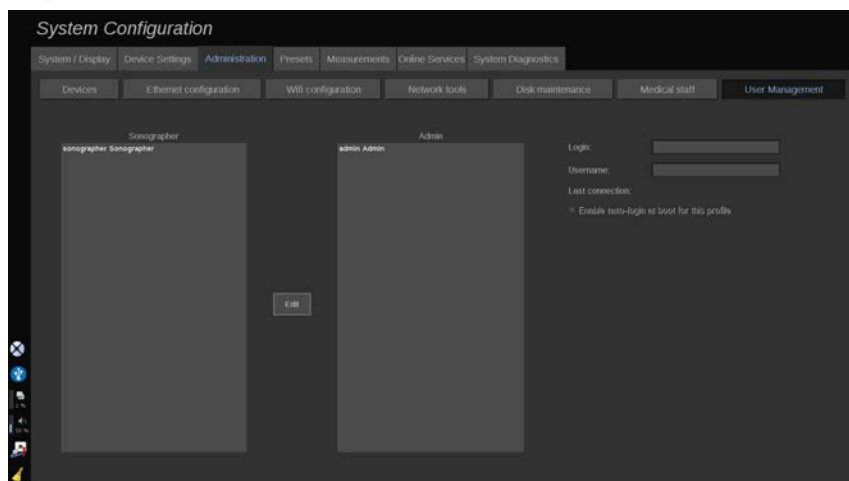 System Configuration
System / Display Device Settings Administration Presets Measurements Online Services System Diagnostics
Devices Ethernet configuration Wifi configuration Network tools Disk maintenance Medical staff User Management
Sonographer Admin
sonographer Sonographer admin Admin
Login:
Username:
Last connection:
Enable auto-login at boot for this profile
Edit